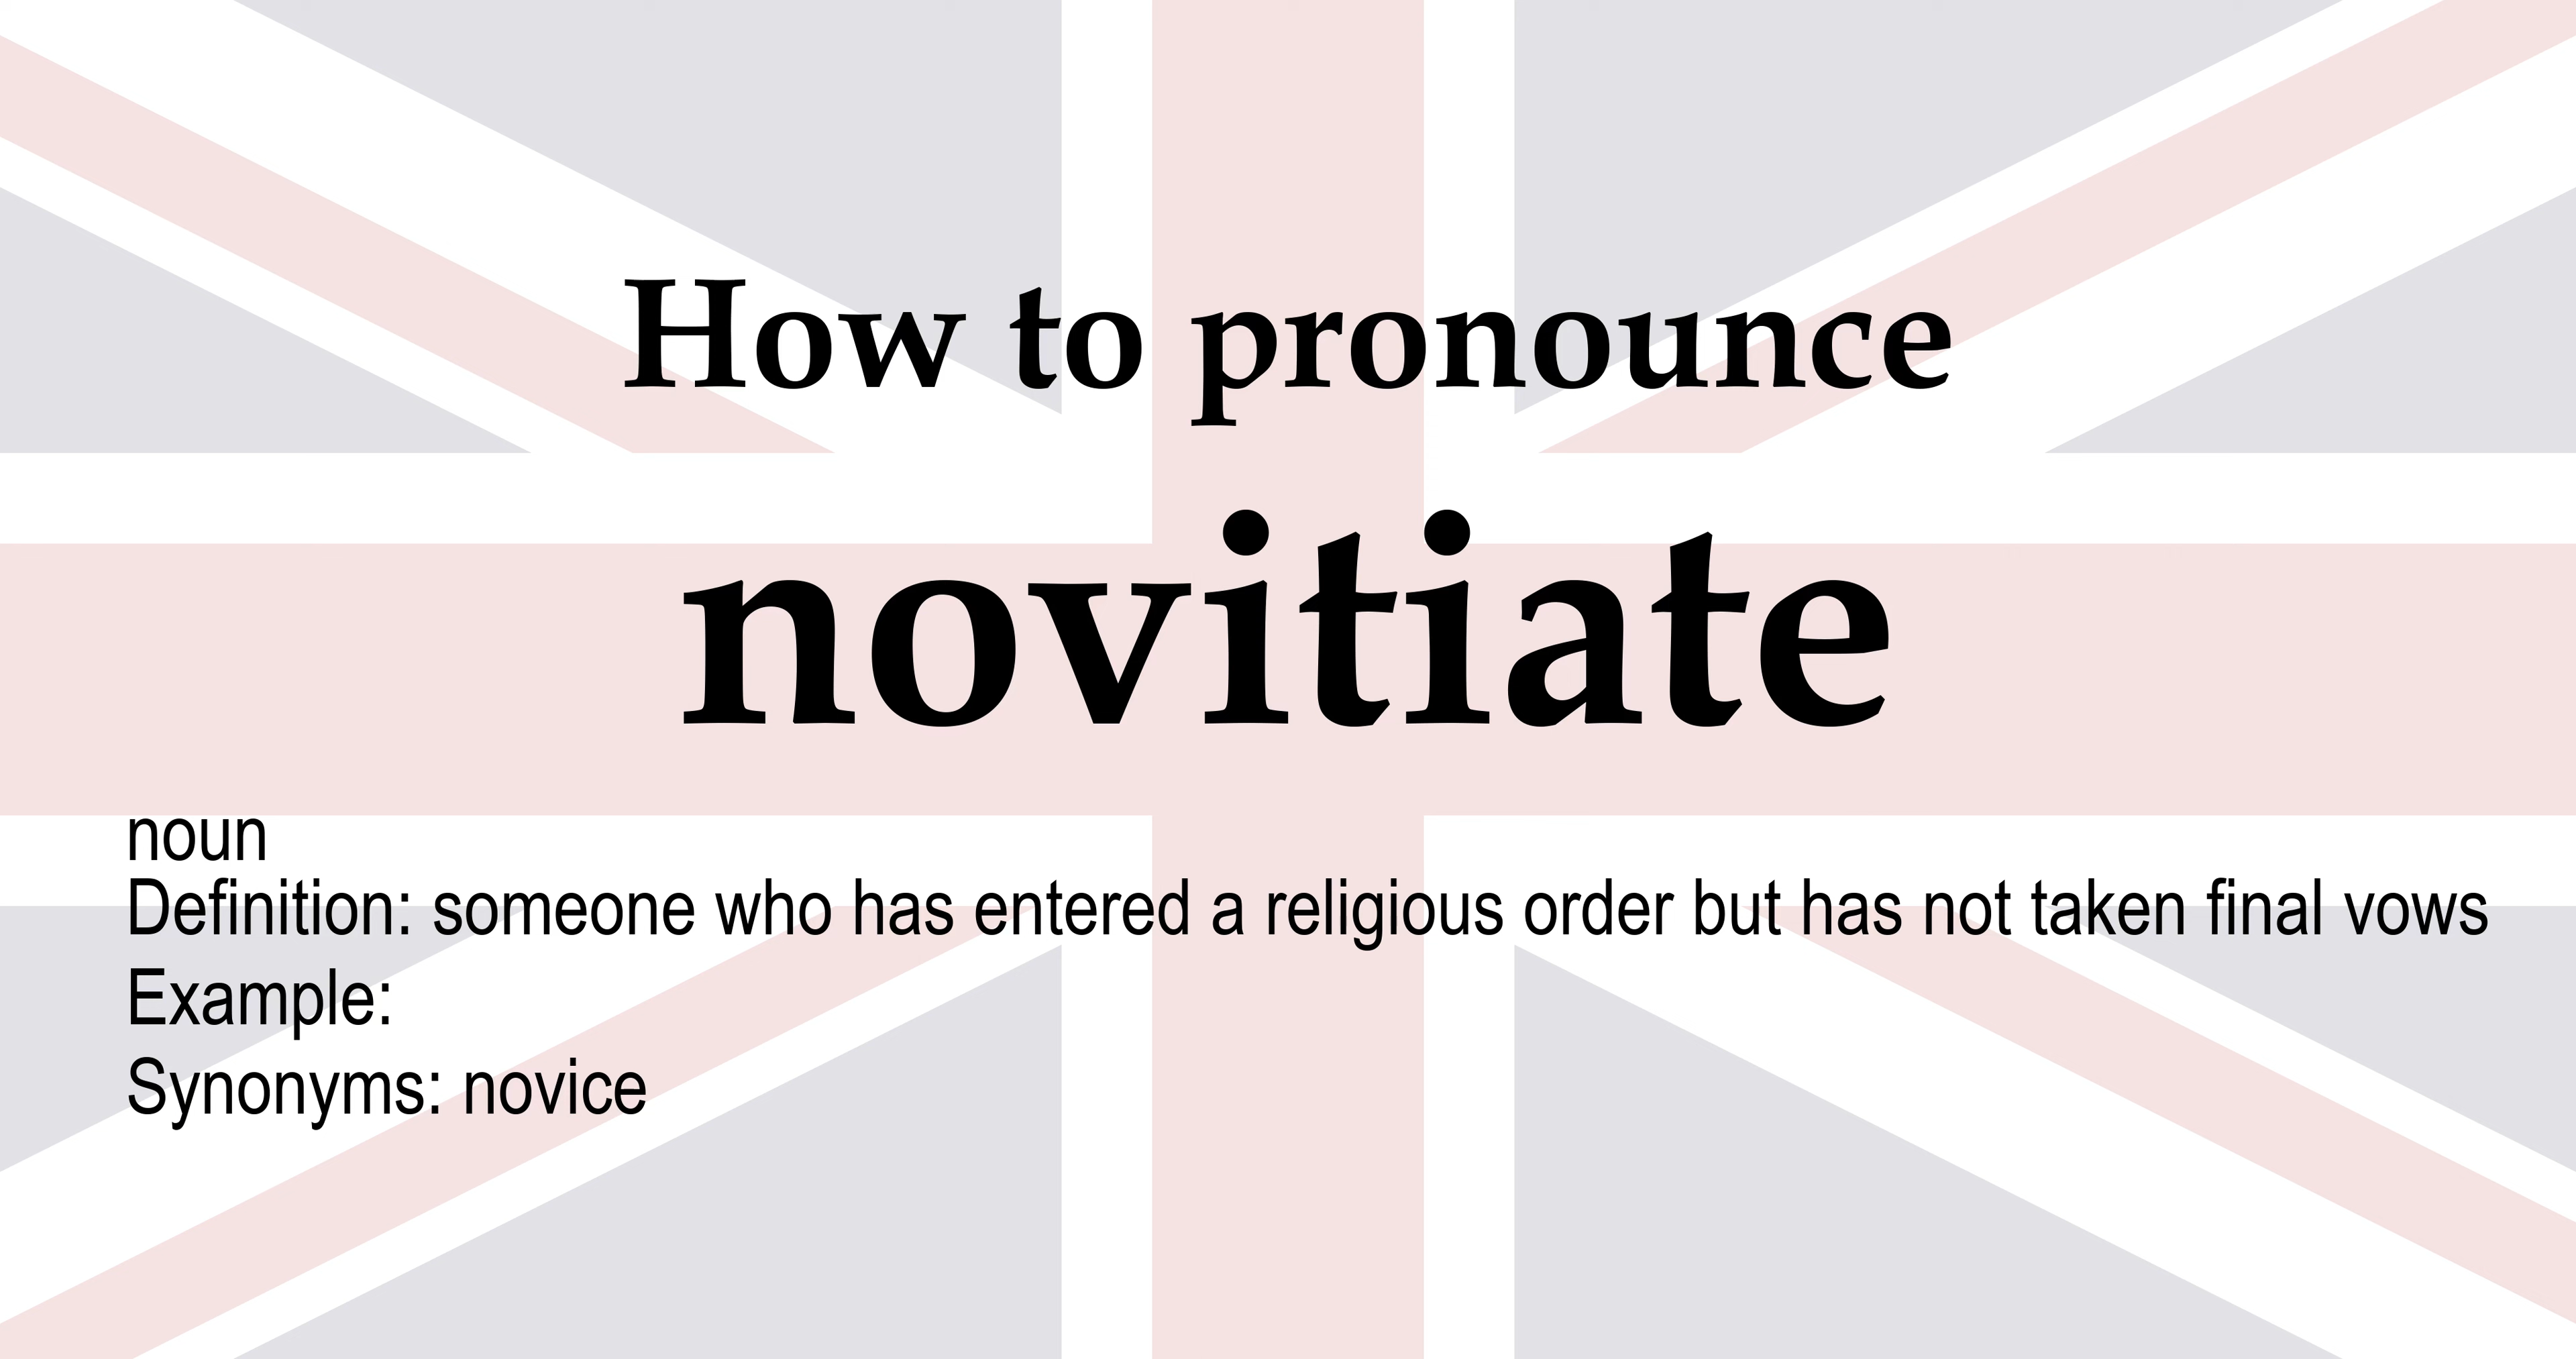 How to pronounce
novitiate
noun
Definition: someone who has entered a religious order but has not taken final vows
Example:
Synonyms: novice